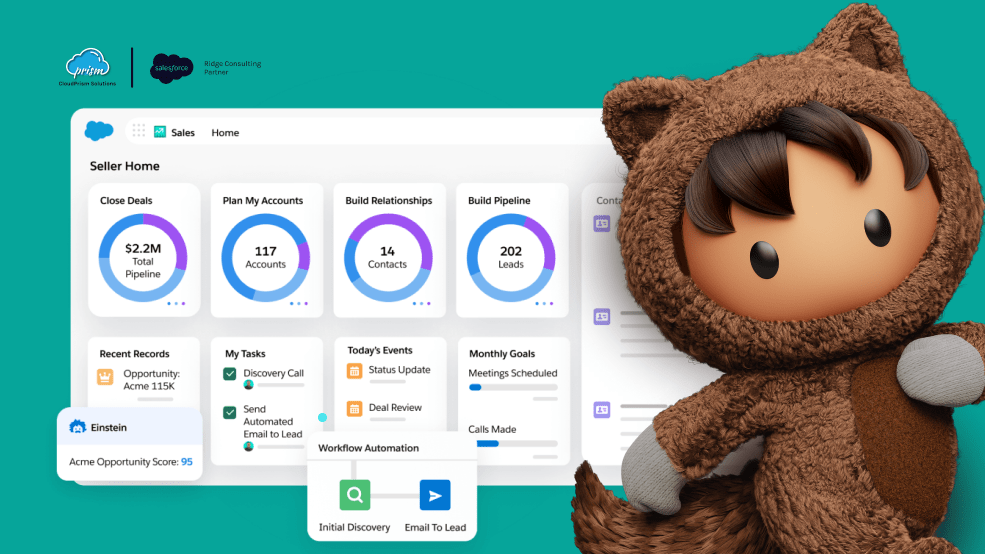 prism
CloudPrism Solutions
salesforce
Ridge Consulting
Partner
Sales Home
Seller Home
Close Deals
$2.2M
Total
Pipeline
Plan My Accounts
117
Accounts
Build Relationships
14
Contacts
Build Pipeline
202
Leads
Conta
Recent Records
Opportunity:
Acme 115K
My Tasks
Discovery Call
Send
Automated
Email to Lead
Today's Events
Status Update
Deal Review
Monthly Goals
Meetings Scheduled
Calls Made
Einstein
Acme Opportunity Score: 95
Workflow Automation
Initial Discovery
Email To Lead